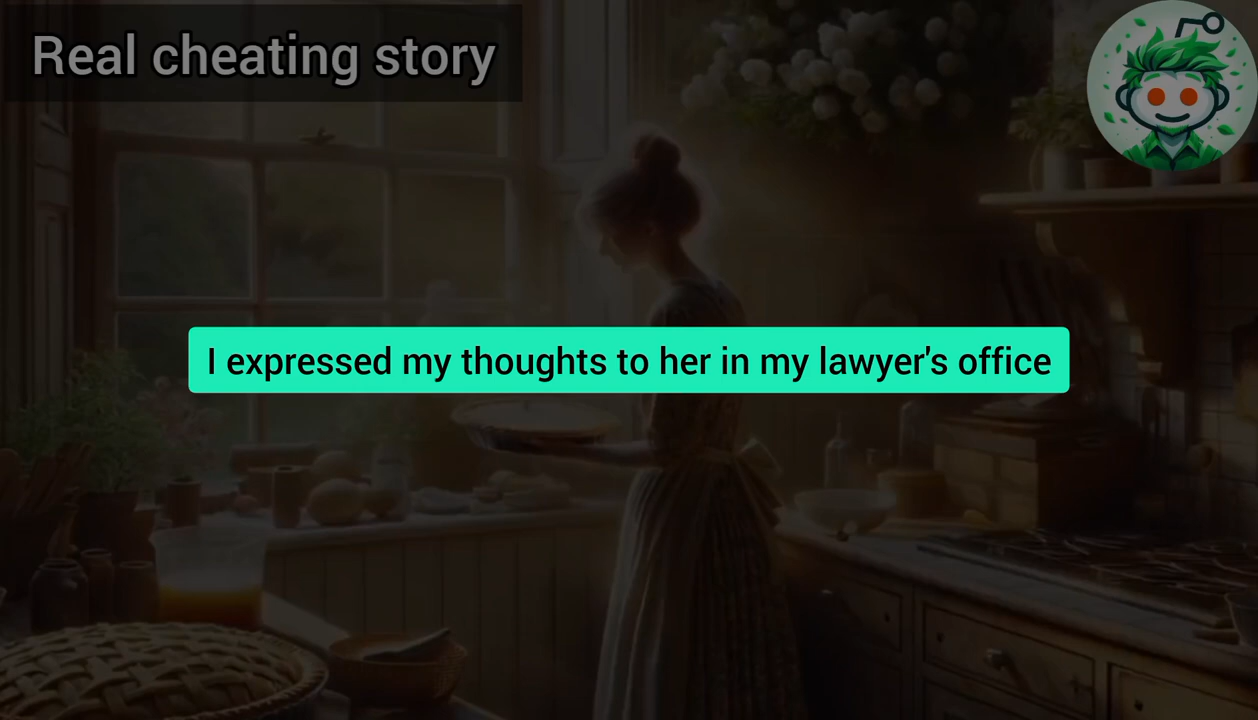 Real cheating story
I expressed my thoughts to her in my lawyer's office